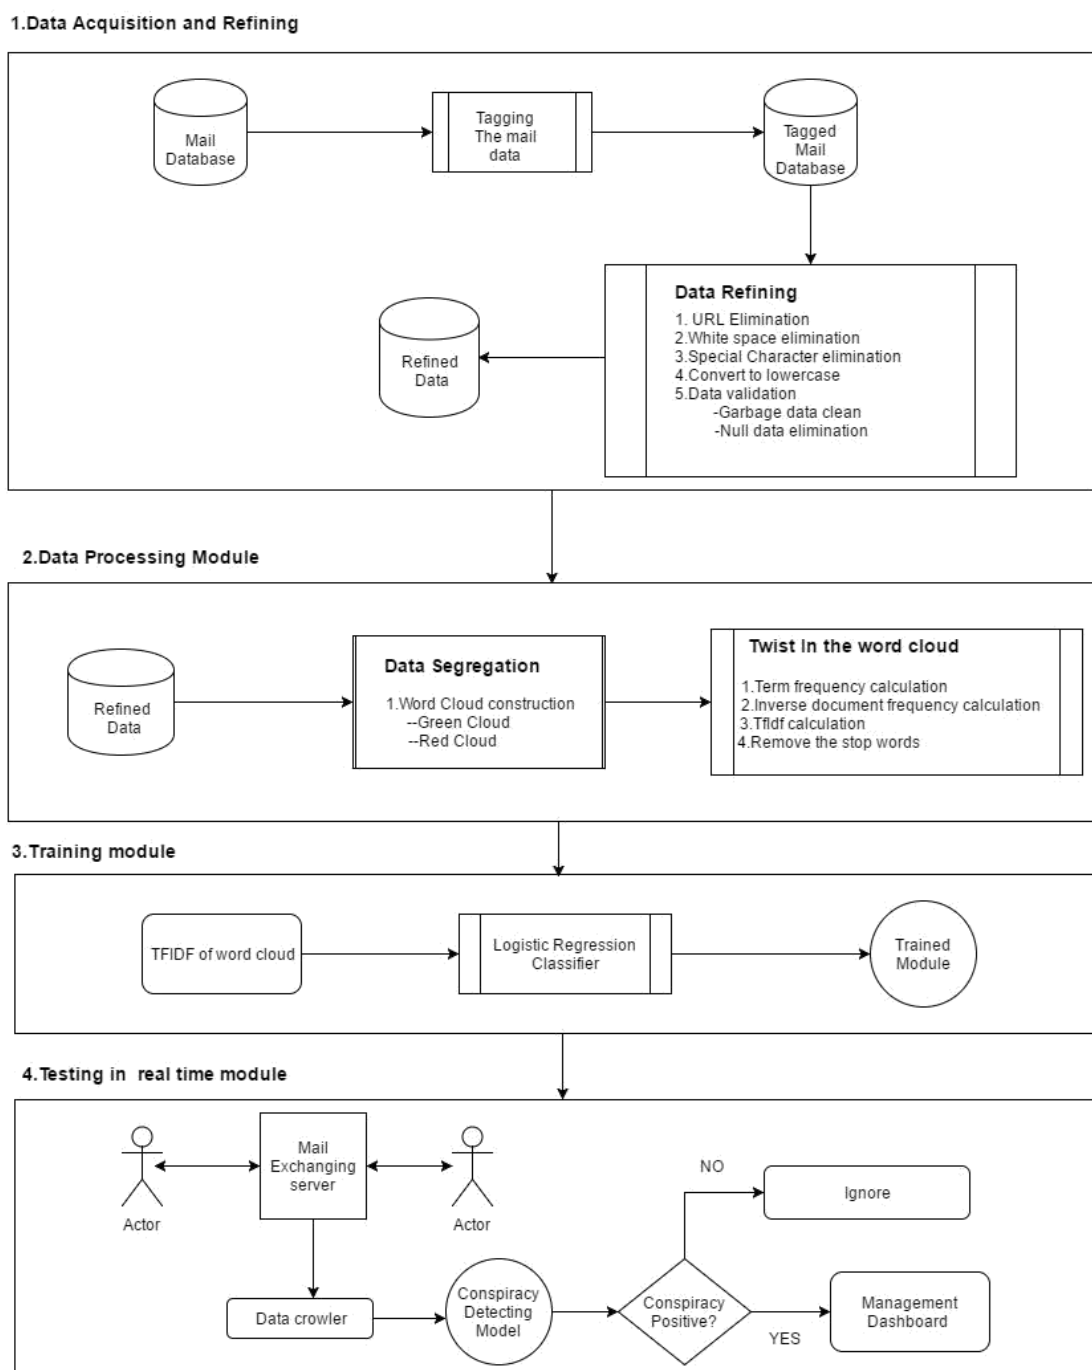 1.Data Acquisition and Refining
Mail
Database
Tagging
The mail
data
Tagged
Mail
Database
Data Refining
1. URL Elimination
2.White space elimination
3.Special Character elimination
4.Convert to lowercase
5.Data validation
-Garbage data clean
-Null data elimination
Refined
Data
2.Data Processing Module
Refined
Data
Data Segregation
1.Word Cloud construction
--Green Cloud
--Red Cloud
Twist In the word cloud
1.Term frequency calculation
2.Inverse document frequency calculation
3.TfIdf calculation
4.Remove the stop words
3.Training module
TFIDF of word cloud
Logistic Regression
Classifier
Trained
Module
4.Testing in real time module
Actor
Mail
Exchanging
server
Actor
Data crowler
Conspiracy
Detecting
Model
Conspiracy
Positive?
NO
Ignore
YES
Management
Dashboard